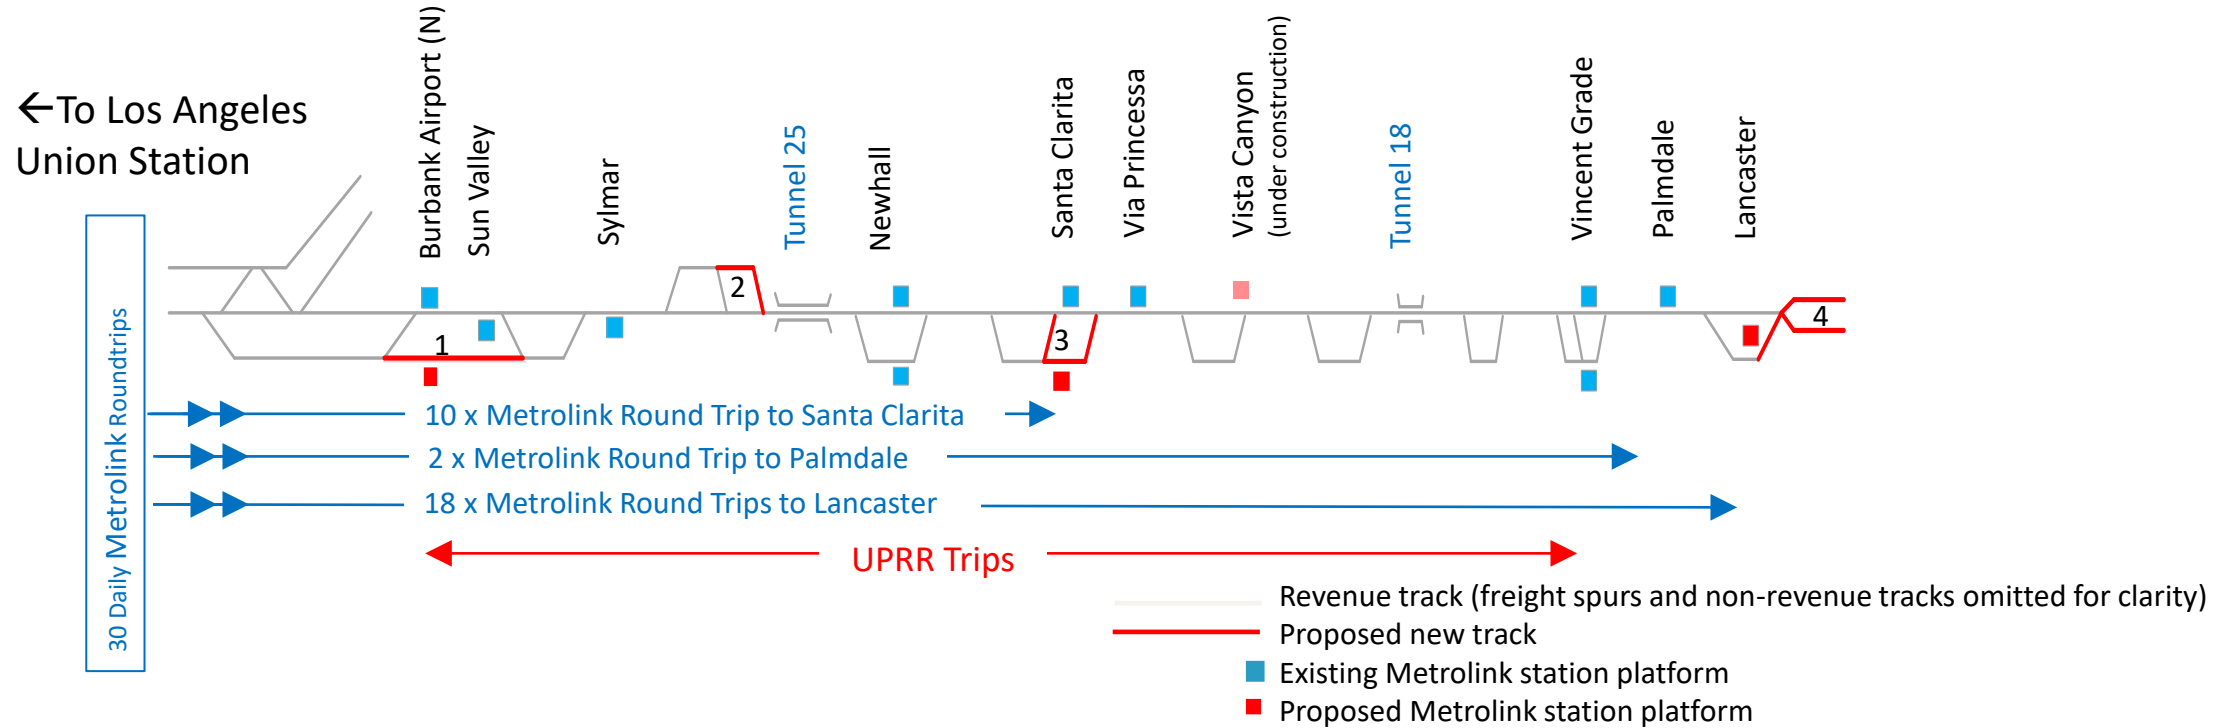 ←To Los Angeles
Union Station
Burbank Airport (N)
Sun Valley
Sylmar
Tunnel 25
Newhall
Santa Clarita
Via Princessa
Vista Canyon
(under construction)
Tunnel 18
Vincent Grade
Palmdale
Lancaster
1
2
3
4
30 Daily Metrolink Roundtrips
10 x Metrolink Round Trip to Santa Clarita
2 x Metrolink Round Trip to Palmdale
18 x Metrolink Round Trips to Lancaster
UPRR Trips
Revenue track (freight spurs and non-revenue tracks omitted for clarity)
Proposed new track
Existing Metrolink station platform
Proposed Metrolink station platform